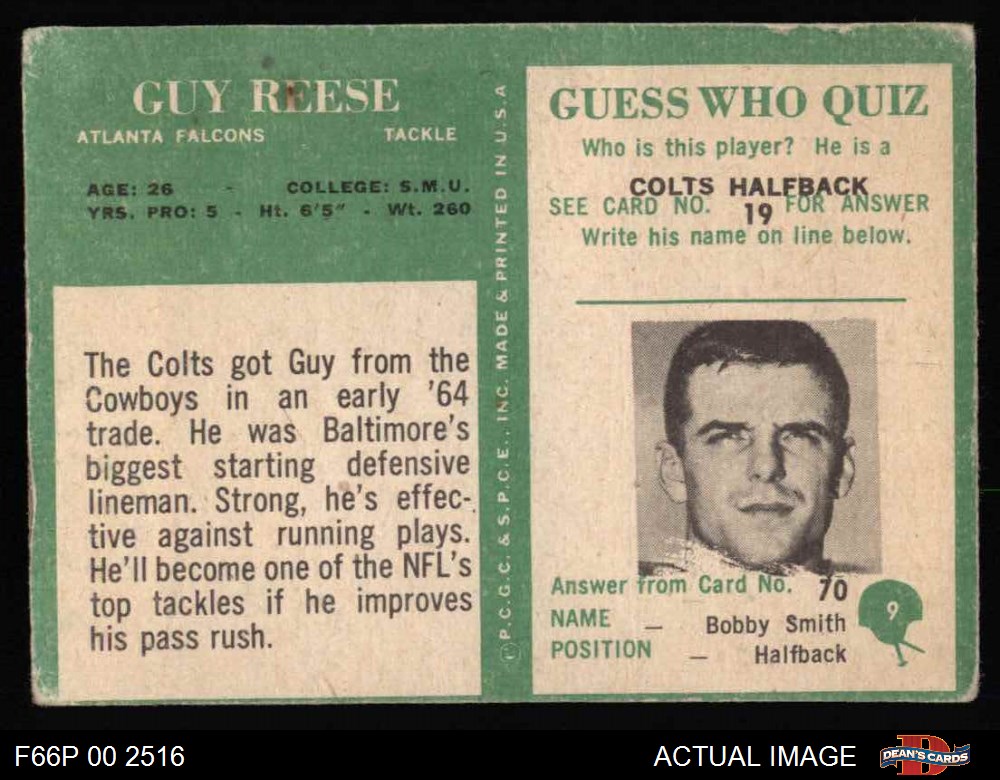 GUY REESE
ATLANTA FALCONS TACKLE
AGE: 26 - COLLEGE: S.M.U.
YRS. PRO: 5 - Ht. 6'5" - Wt. 260
The Colts got Guy from the
Cowboys in an early '64
trade. He was Baltimore's
biggest starting defensive
lineman. Strong, he's effec-
tive against running plays.
He'll become one of the NFL's
top tackles if he improves
his pass rush.
© P.C.G.C. & S.P.C.E., INC. MADE & PRINTED IN U.S.A
GUESS WHO QUIZ
Who is this player? He is a
COLTS HALFBACK
SEE CARD NO. 19 FOR ANSWER
Write his name on line below.
Answer from Card No. 70
NAME — Bobby Smith
POSITION — Halfback
9
F66P 00 2516
ACTUAL IMAGE
DEAN'S CARDS